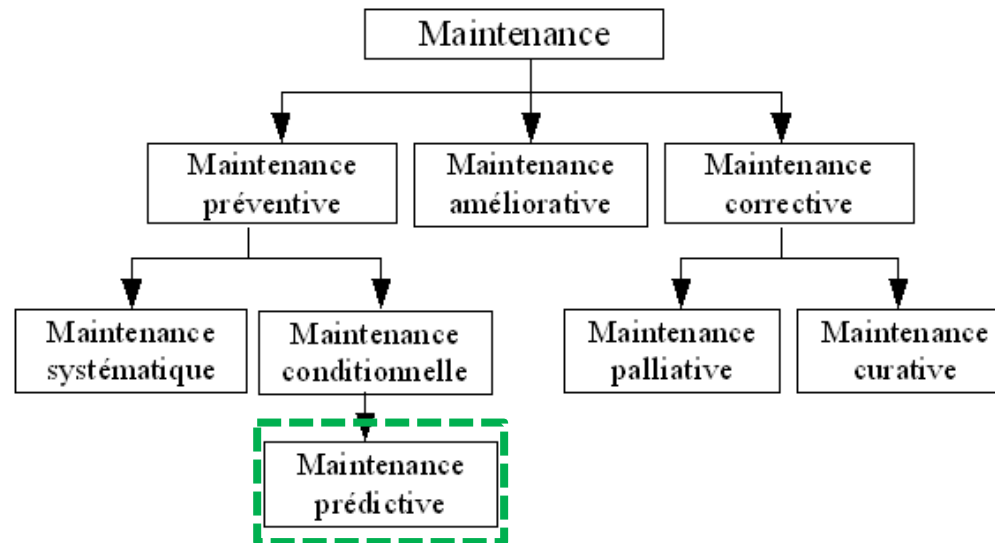 Maintenance
Maintenance
préventive
Maintenance
améliorative
Maintenance
corrective
Maintenance
systématique
Maintenance
conditionnelle
Maintenance
palliative
Maintenance
curative
Maintenance
prédictive